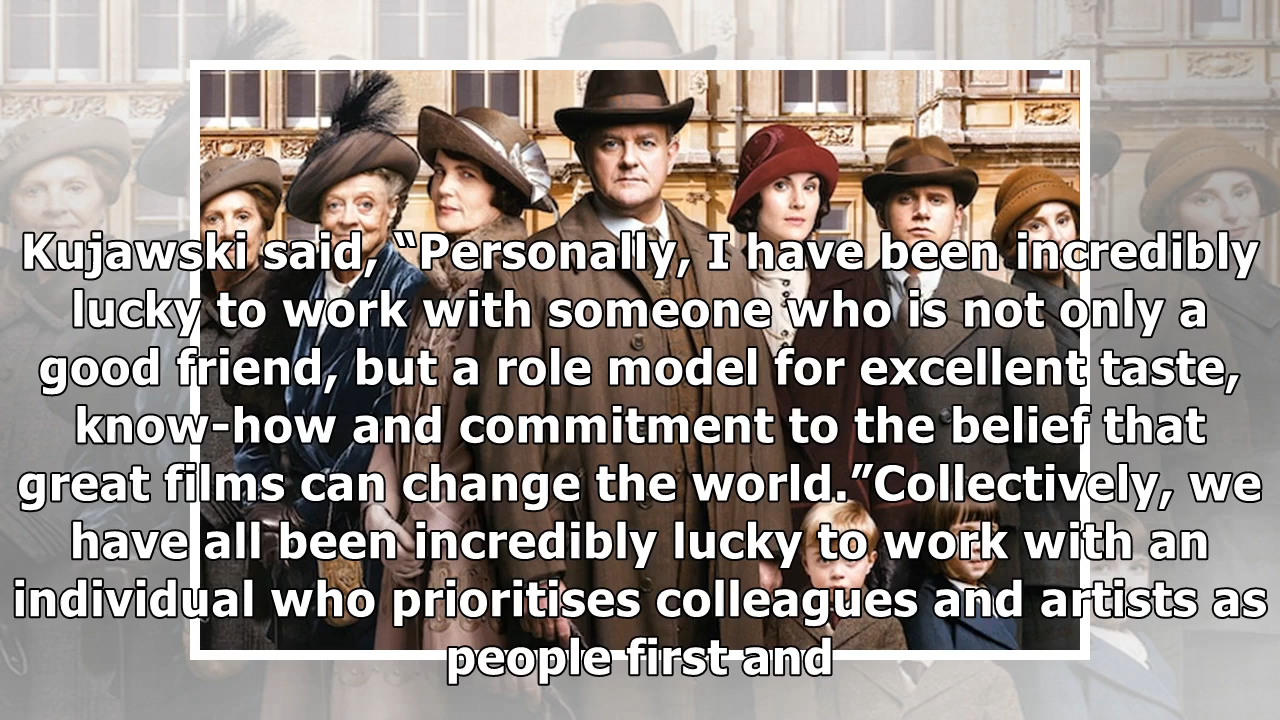 Kujawski said, “Personally, I have been incredibly
lucky to work with someone who is not only a
good friend, but a role model for excellent taste,
know-how and commitment to the belief that
great films can change the world.”Collectively, we
have all been incredibly lucky to work with an
individual who prioritises colleagues and artists as
people first and